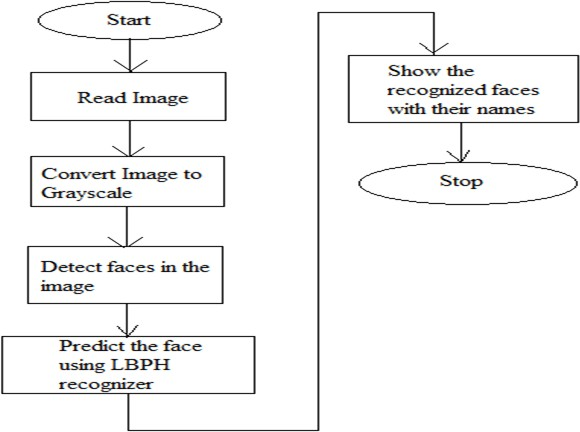 Start
Read Image
Convert Image to
Grayscale
Detect faces in the
image
Predict the face
using LBPH
recognizer
Show the
recognized faces
with their names
Stop